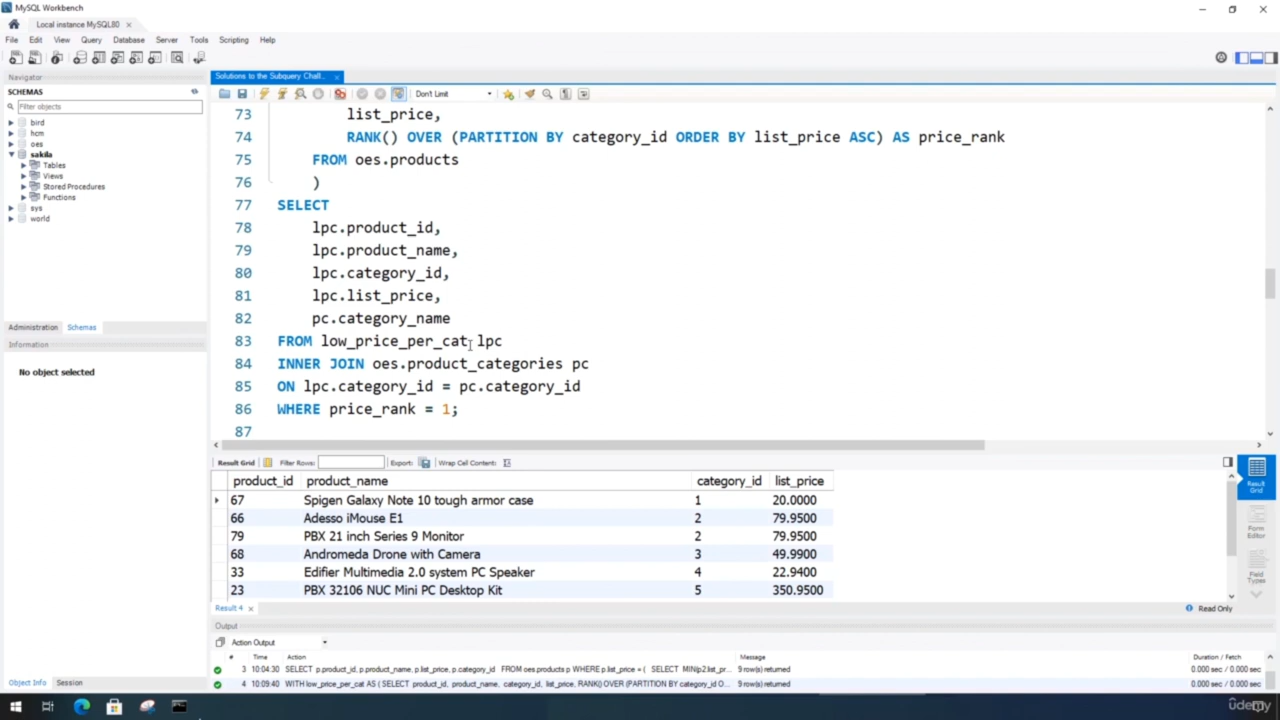 MySQL Workbench
Local instance MySQL80
File Edit View Query Database Server Tools Scripting Help
Navigator
SCHEMAS
Filter objects
bird
hcm
oes
sakila
Tables
Views
Stored Procedures
Functions
sys
world
Administration Schemas
Information
No object selected
Object Info Session
Solutions to the Subquery Chall...
Don't Limit
73 list_price,
74 RANK() OVER (PARTITION BY category_id ORDER BY list_price ASC) AS price_rank
75 FROM oes.products
76 )
77 SELECT
78 lpc.product_id,
79 lpc.product_name,
80 lpc.category_id,
81 lpc.list_price,
82 pc.category_name
83 FROM low_price_per_cat lpc
84 INNER JOIN oes.product_categories pc
85 ON lpc.category_id = pc.category_id
86 WHERE price_rank = 1;
87
Result Grid Filter Rows: Export: Wrap Cell Content:
product_id product_name category_id list_price
67 Spigen Galaxy Note 10 tough armor case 1 20.0000
66 Adesso iMouse E1 2 79.9500
79 PBX 21 inch Series 9 Monitor 2 79.9500
68 Andromeda Drone with Camera 3 49.9900
33 Edifier Multimedia 2.0 system PC Speaker 4 22.9400
23 PBX 32106 NUC Mini PC Desktop Kit 5 350.9500
Result Grid
Form Editor
Field Types
Result 4 Read Only
Output
Action Output
# Time Action Message Duration / Fetch
3 10:04:30 SELECT p.product_id, p.product_name, p.list_price, p.category_id FROM oes.products p WHERE p.list_price = ( SELECT MIN(p2.list_pr... 9 row(s) returned 0.000 sec / 0.000 sec
4 10:09:40 WITH low_price_per_cat AS ( SELECT product_id, product_name, category_id, list_price, RANK() OVER (PARTITION BY category_id O... 9 row(s) returned 0.000 sec / 0.000 sec
udemy